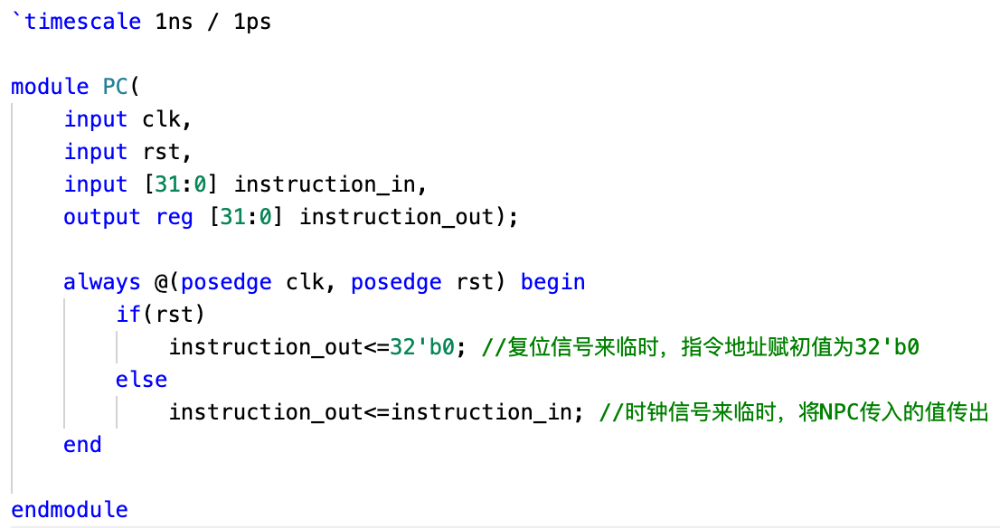 `timescale 1ns / 1ps
module PC(
input clk,
input rst,
input [31:0] instruction_in,
output reg [31:0] instruction_out);
always @(posedge clk, posedge rst) begin
if(rst)
instruction_out<=32'b0; //复位信号来临时，指令地址赋初值为32'b0
else
instruction_out<=instruction_in; //时钟信号来临时，将NPC传入的值传出
end
endmodule